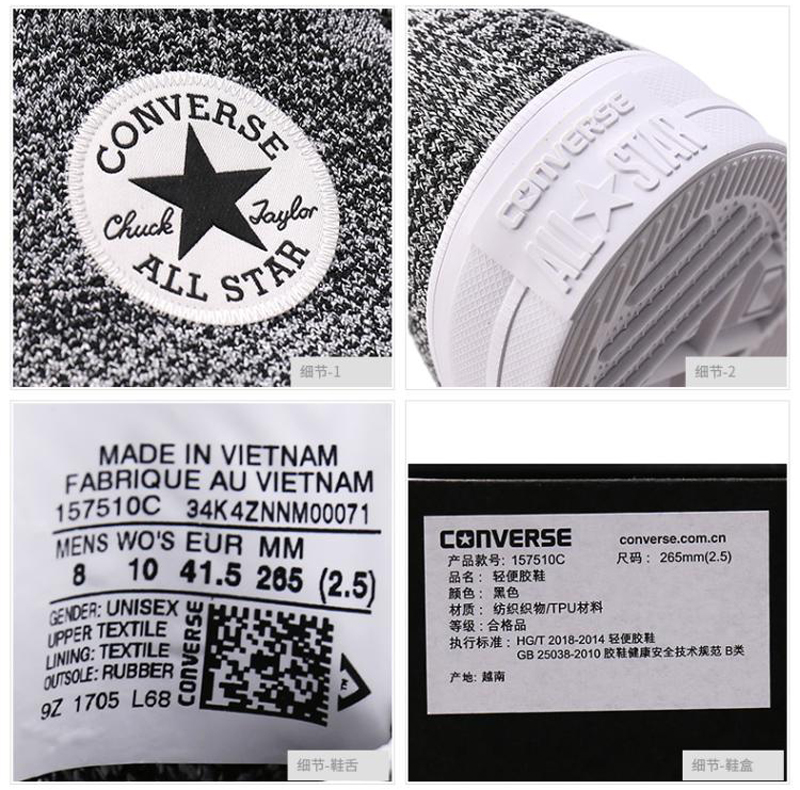 CONVERSE
Chuck Taylor
ALL STAR
细节-1
CONVERSE
ALL STAR
细节-2
MADE IN VIETNAM
FABRIQUE AU VIETNAM
157510C 34K4ZNNM00071
MENS WO'S EUR MM
8 10 41.5 265 (2.5)
GENDER: UNISEX
UPPER TEXTILE
LINING: TEXTILE
OUTSOLE: RUBBER
CONVERSE
9Z 1705 L68
细节-鞋舌
CONVERSE converse.com.cn
产品款号: 157510C 尺码: 265mm(2.5)
品名: 轻便胶鞋
颜色: 黑色
材质: 纺织织物/TPU材料
等级: 合格品
执行标准: HG/T 2018-2014 轻便胶鞋
GB 25038-2010 胶鞋健康安全技术规范 B类
产地: 越南
细节-鞋盒